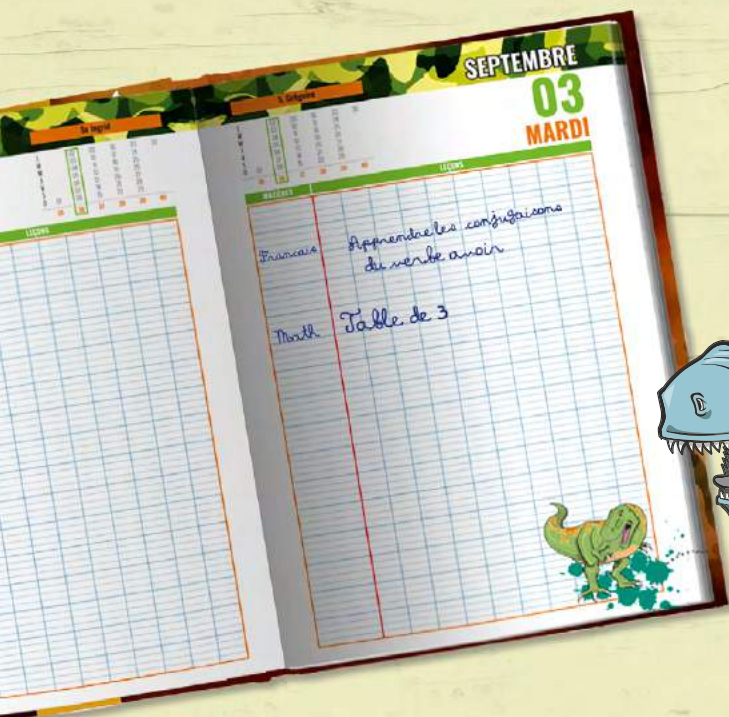 Se Ingrid
LEÇONS
S. Grégoire
SEPTEMBRE
03
MARDI
MATIÈRES
LEÇONS
Français
Apprendre les conjugaisons
du verbe avoir
Math
Table de 3